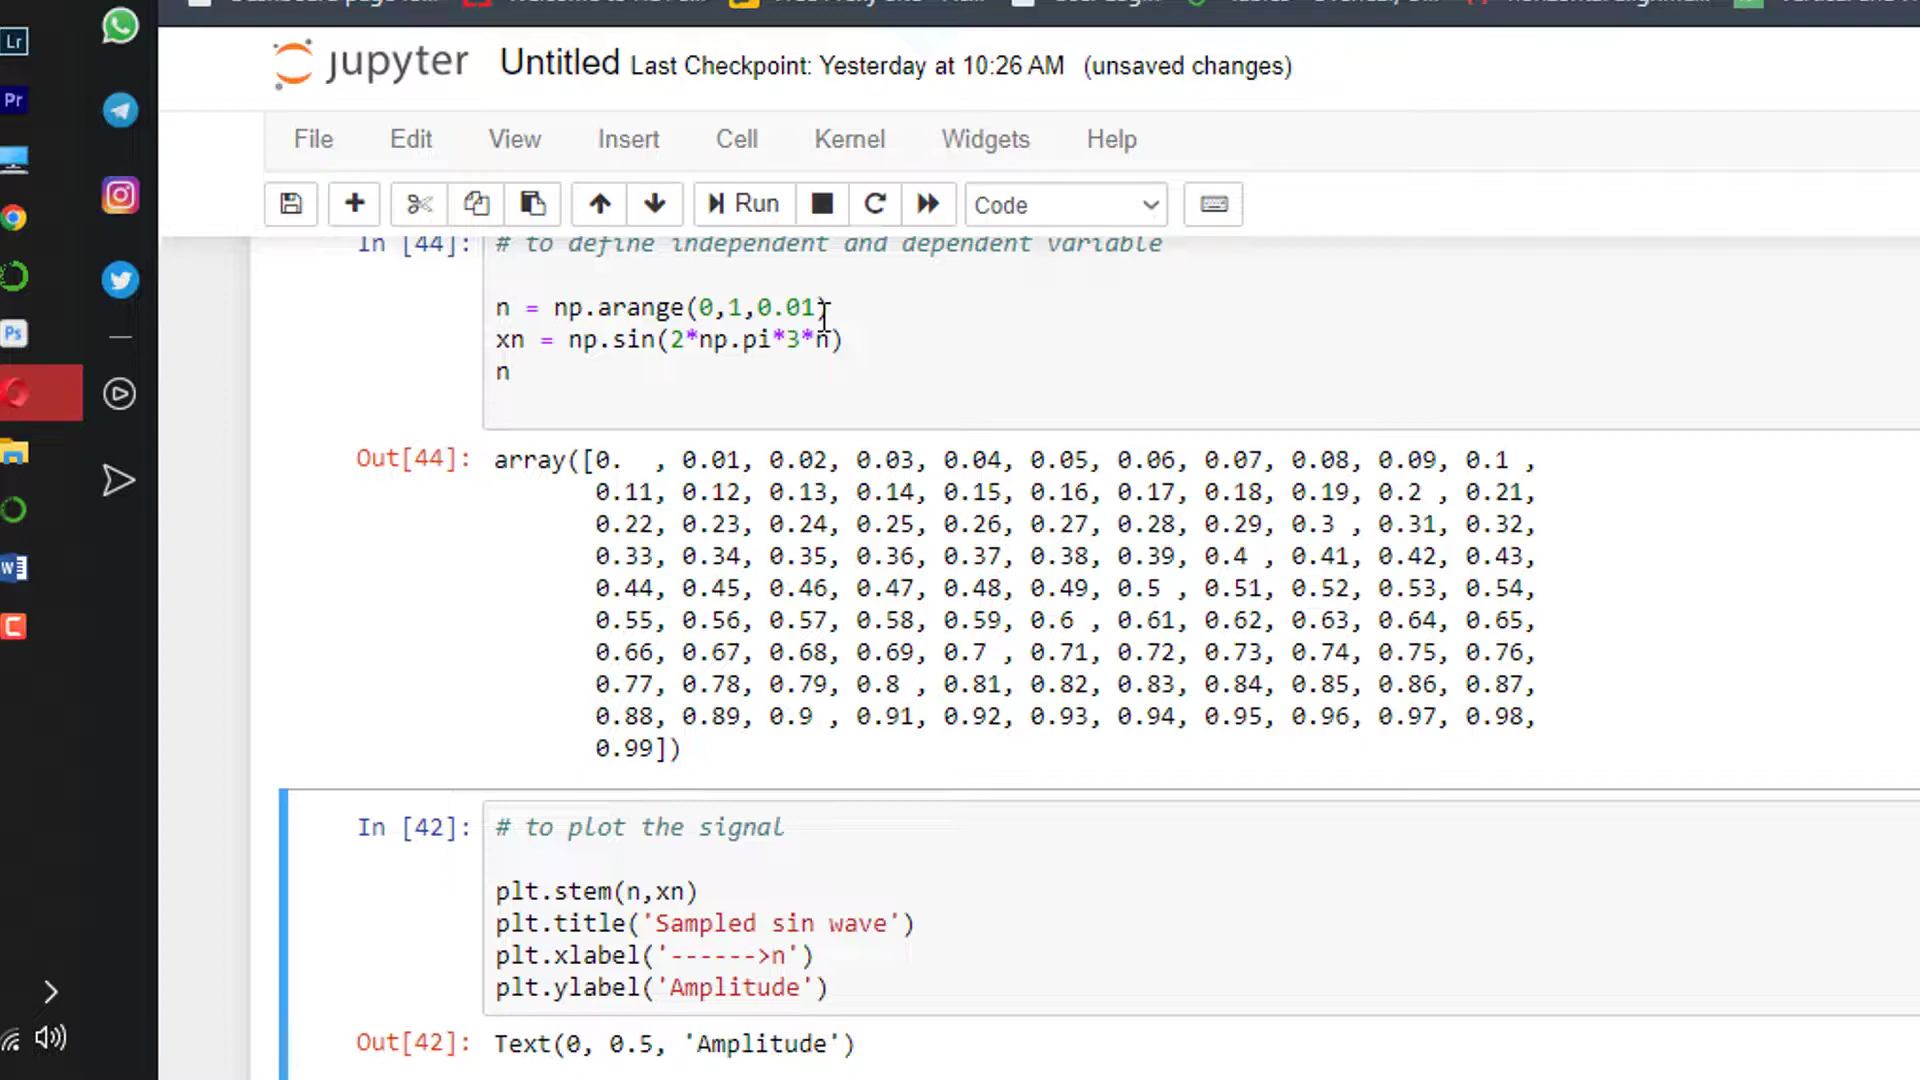 Lr
Pr
Ps
W
C
jupyter Untitled Last Checkpoint: Yesterday at 10:26 AM (unsaved changes)
File Edit View Insert Cell Kernel Widgets Help
Run Code
In [44]: # to define independent and dependent variable
n = np.arange(0,1,0.01)
xn = np.sin(2*np.pi*3*n)
n
Out[44]: array([0.  , 0.01, 0.02, 0.03, 0.04, 0.05, 0.06, 0.07, 0.08, 0.09, 0.1 ,
0.11, 0.12, 0.13, 0.14, 0.15, 0.16, 0.17, 0.18, 0.19, 0.2 , 0.21,
0.22, 0.23, 0.24, 0.25, 0.26, 0.27, 0.28, 0.29, 0.3 , 0.31, 0.32,
0.33, 0.34, 0.35, 0.36, 0.37, 0.38, 0.39, 0.4 , 0.41, 0.42, 0.43,
0.44, 0.45, 0.46, 0.47, 0.48, 0.49, 0.5 , 0.51, 0.52, 0.53, 0.54,
0.55, 0.56, 0.57, 0.58, 0.59, 0.6 , 0.61, 0.62, 0.63, 0.64, 0.65,
0.66, 0.67, 0.68, 0.69, 0.7 , 0.71, 0.72, 0.73, 0.74, 0.75, 0.76,
0.77, 0.78, 0.79, 0.8 , 0.81, 0.82, 0.83, 0.84, 0.85, 0.86, 0.87,
0.88, 0.89, 0.9 , 0.91, 0.92, 0.93, 0.94, 0.95, 0.96, 0.97, 0.98,
0.99])
In [42]: # to plot the signal
plt.stem(n,xn)
plt.title('Sampled sin wave')
plt.xlabel('------>n')
plt.ylabel('Amplitude')
Out[42]: Text(0, 0.5, 'Amplitude')